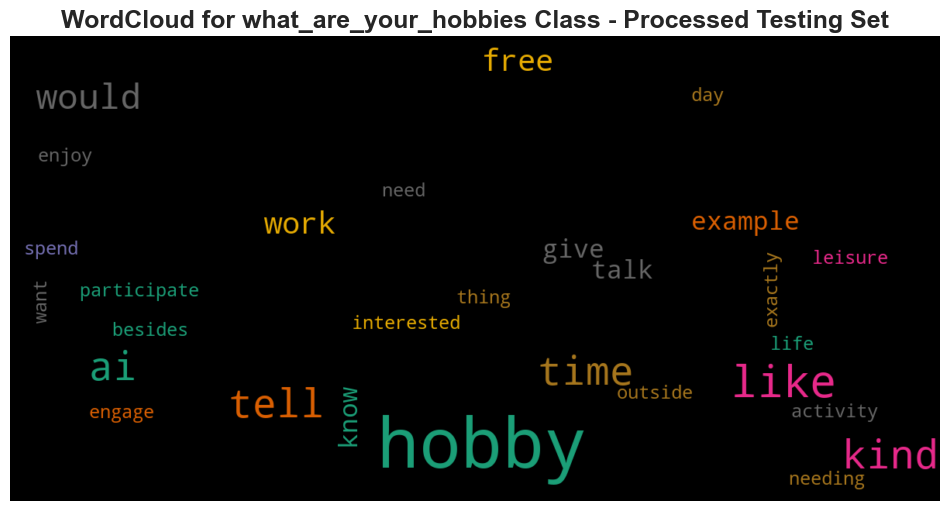 WordCloud for what_are_your_hobbies Class - Processed Testing Set
free
would
day
enjoy
need
work
example
spend
give
leisure
talk
exactly
want
participate
thing
besides
interested
life
ai
time
like
outside
engage
tell
know
activity
hobby
kind
needing